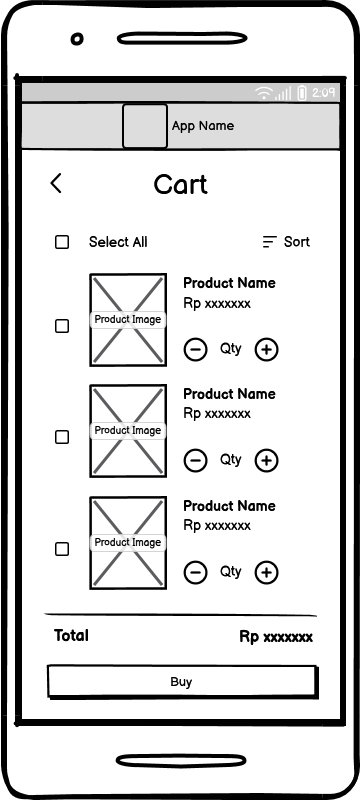 2:09
App Name
Cart
Select All
Sort
Product Image
Product Name
Rp xxxxxxx
Qty
Product Image
Product Name
Rp xxxxxxx
Qty
Product Image
Product Name
Rp xxxxxxx
Qty
Total
Rp xxxxxxx
Buy